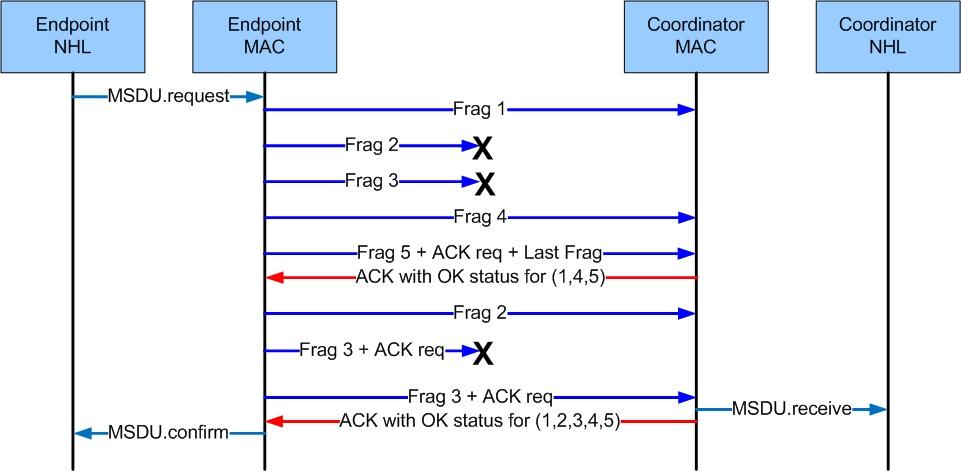 Endpoint
NHL
Endpoint
MAC
Coordinator
MAC
Coordinator
NHL
MSDU.request
Frag 1
Frag 2
X
Frag 3
X
Frag 4
Frag 5 + ACK req + Last Frag
ACK with OK status for (1,4,5)
Frag 2
Frag 3 + ACK req
X
Frag 3 + ACK req
MSDU.receive
ACK with OK status for (1,2,3,4,5)
MSDU.confirm